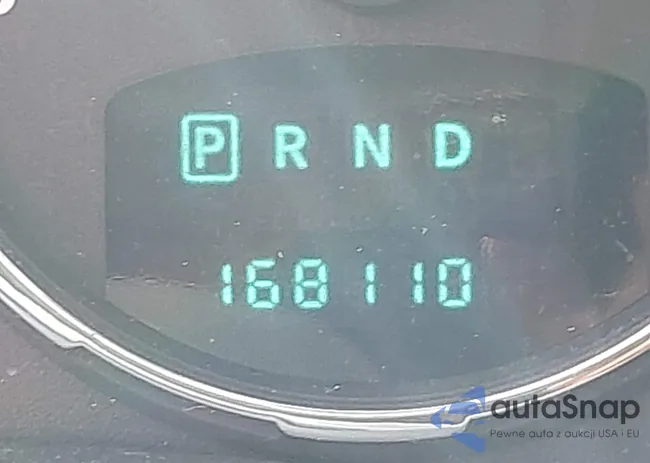 P R N D
168110
autaSnap
Pewne auta z aukcji USA i EU